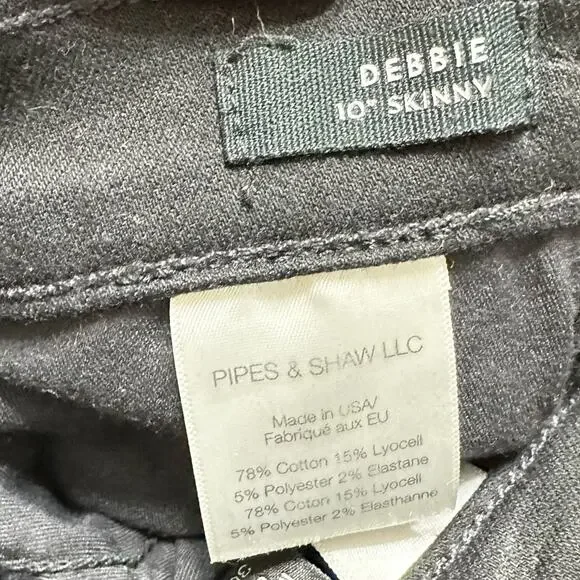 DEBBIE
10" SKINNY
PIPES & SHAW LLC
Made in USA/
Fabriqué aux EU
78% Cotton 15% Lyocell
5% Polyester 2% Elastane
78% Coton 15% Lyocell
5% Polyester 2% Elasthanne